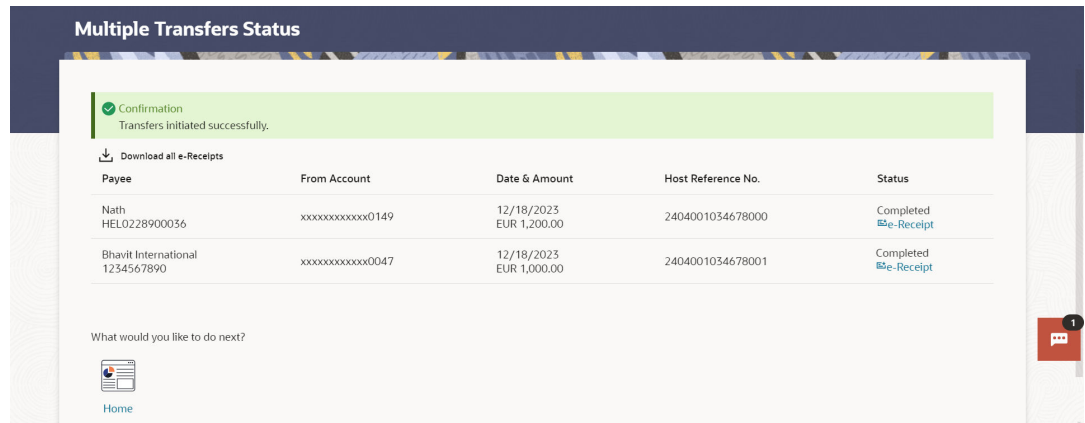 Multiple Transfers Status
Confirmation
Transfers initiated successfully.
Download all e-Receipts
Payee From Account Date & Amount Host Reference No. Status
Nath xxxxxxxxxxxx0149 12/18/2023 2404001034678000 Completed
HEL0228900036 EUR 1,200.00 e-Receipt
Bhavit International xxxxxxxxxxxx0047 12/18/2023 2404001034678001 Completed
1234567890 EUR 1,000.00 e-Receipt
1
What would you like to do next?
Home